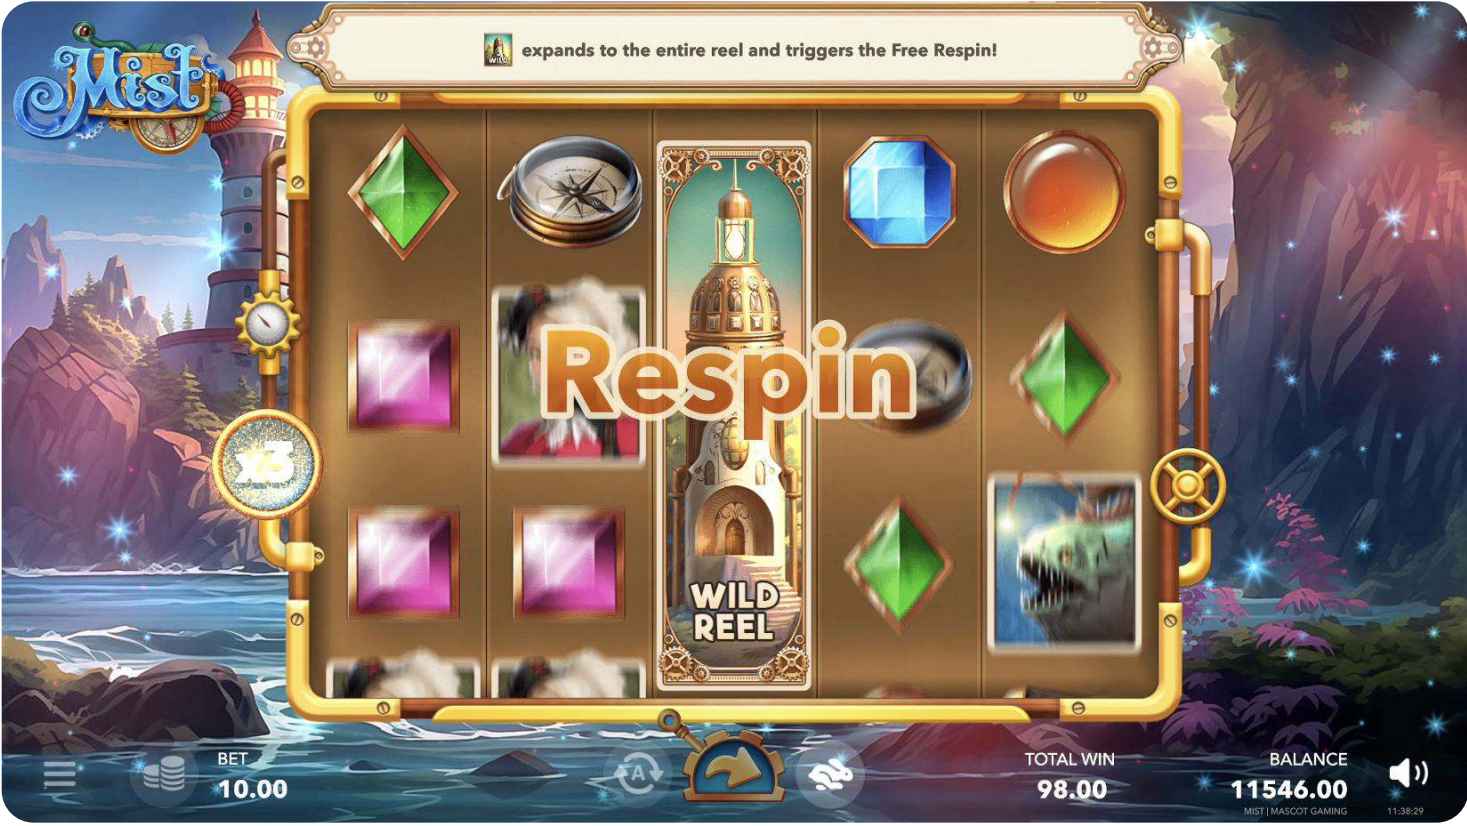 Mist
WILD
expands to the entire reel and triggers the Free Respin!
Respin
x3
WILD
REEL
BET
10.00
A
TOTAL WIN
98.00
BALANCE
11546.00
MIST | MASCOT GAMING
11:38:29